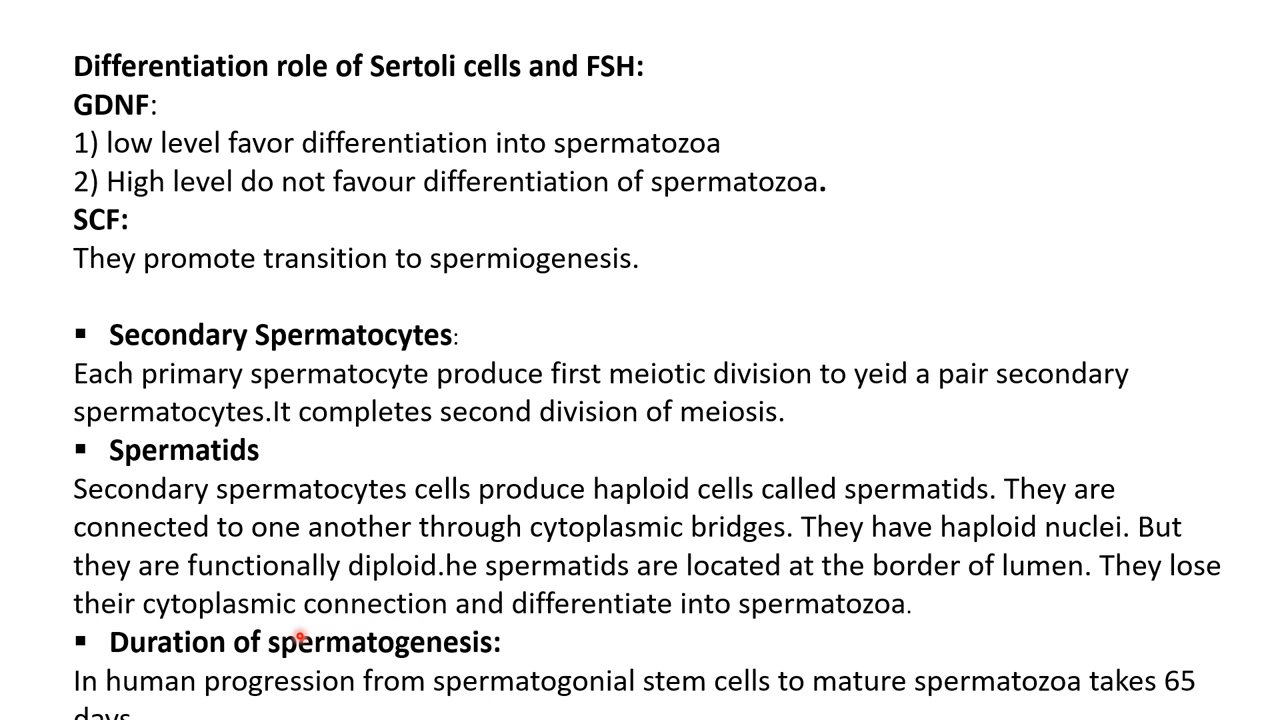 Differentiation role of Sertoli cells and FSH:
GDNF:
1) low level favor differentiation into spermatozoa
2) High level do not favour differentiation of spermatozoa.
SCF:
They promote transition to spermiogenesis.
▪ Secondary Spermatocytes:
Each primary spermatocyte produce first meiotic division to yeid a pair secondary
spermatocytes.It completes second division of meiosis.
▪ Spermatids
Secondary spermatocytes cells produce haploid cells called spermatids. They are
connected to one another through cytoplasmic bridges. They have haploid nuclei. But
they are functionally diploid.he spermatids are located at the border of lumen. They lose
their cytoplasmic connection and differentiate into spermatozoa.
▪ Duration of spermatogenesis:
In human progression from spermatogonial stem cells to mature spermatozoa takes 65
days